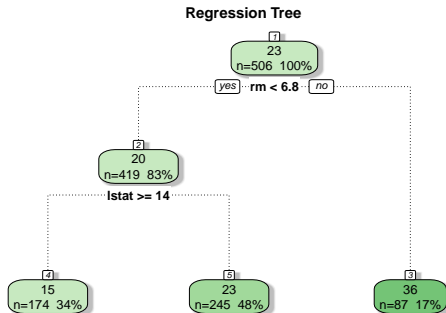 Regression Tree
1
23
n=506 100%
yes rm < 6.8 no
2
20
n=419 83%
lstat >= 14
4
15
n=174 34%
5
23
n=245 48%
3
36
n=87 17%